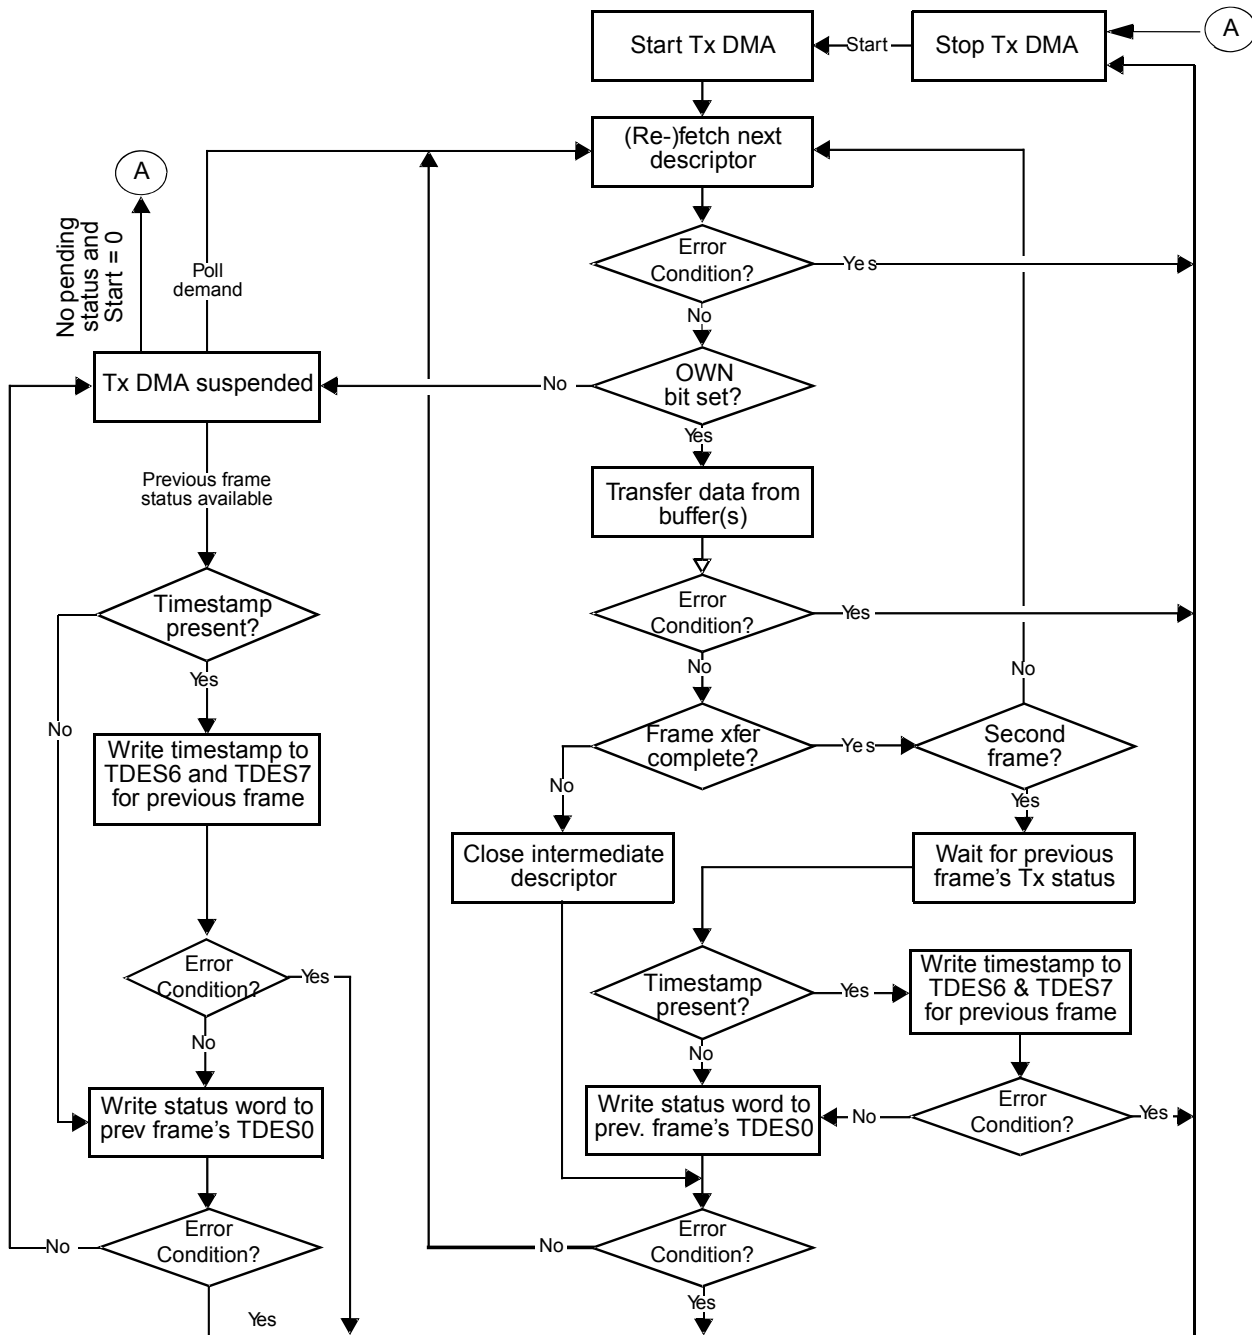 Start Tx DMA
Start
Stop Tx DMA
A
(Re-)fetch next
descriptor
A
No pending
status and
Start = 0
Poll
demand
Error
Condition?
Yes
No
Tx DMA suspended
No
OWN
bit set?
Yes
Previous frame
status available
Transfer data from
buffer(s)
Timestamp
present?
Error
Condition?
Yes
No
Yes
No
No
Write timestamp to
TDES6 and TDES7
for previous frame
Frame xfer
complete?
Yes
Second
frame?
No
Yes
Close intermediate
descriptor
Wait for previous
frame's Tx status
Error
Condition?
Yes
No
Timestamp
present?
Yes
Write timestamp to
TDES6 & TDES7
for previous frame
No
Write status word to
prev frame's TDES0
Write status word to
prev. frame's TDES0
No
Error
Condition?
Yes
No
Error
Condition?
Yes
No
Error
Condition?
Yes